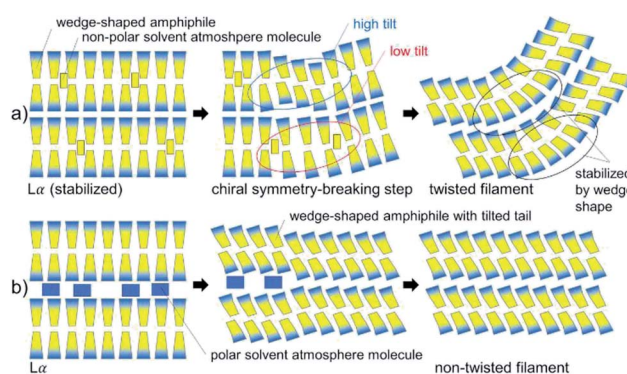 wedge-shaped amphiphile
non-polar solvent atmoshpere molecule
high tilt
low tilt
a)
Lα (stabilized)
chiral symmetry-breaking step
twisted filament
stabilized
by wedge
shape
wedge-shaped amphiphile with tilted tail
b)
polar solvent atmosphere molecule
Lα
non-twisted filament